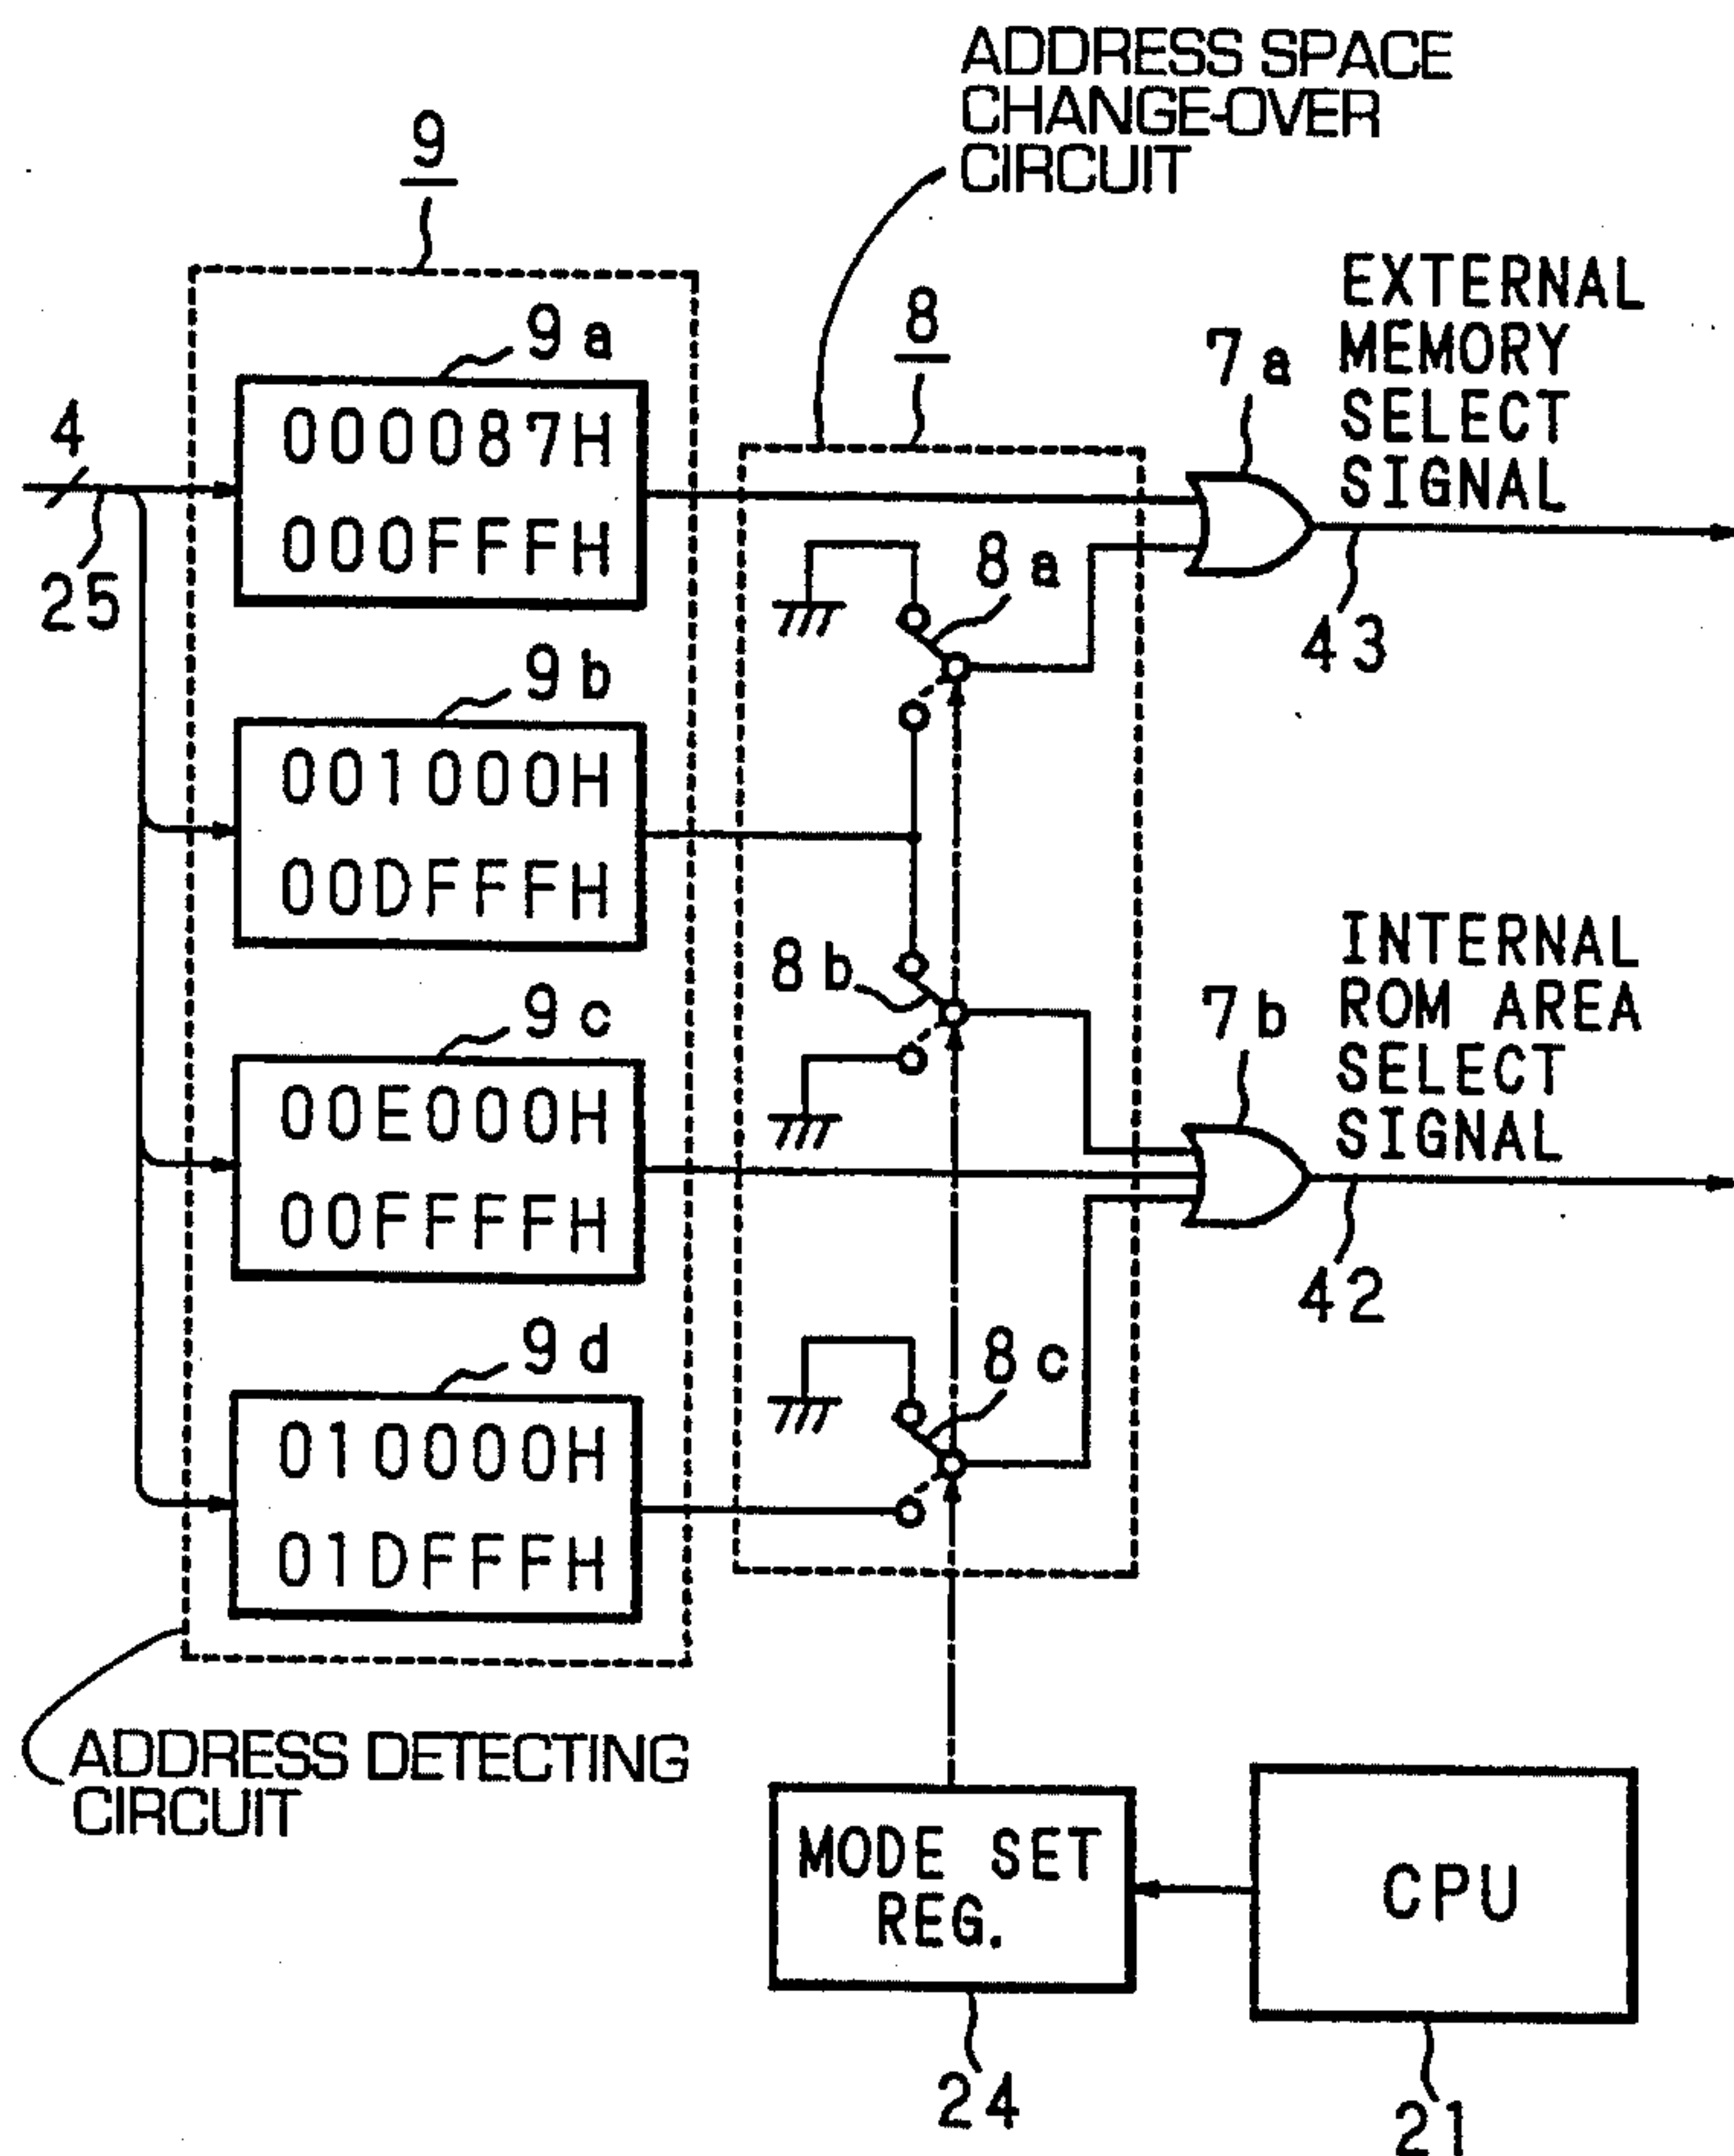 ADDRESS SPACE
CHANGE-OVER
CIRCUIT
9
8
9a
000087H
000FFFH
4
25
7a
EXTERNAL
MEMORY
SELECT
SIGNAL
8a
43
9b
001000H
00DFFFH
8b
9c
00E000H
00FFFFH
7b
INTERNAL
ROM AREA
SELECT
SIGNAL
42
9d
010000H
01DFFFH
8c
ADDRESS DETECTING
CIRCUIT
MODE SET
REG.
CPU
24
21